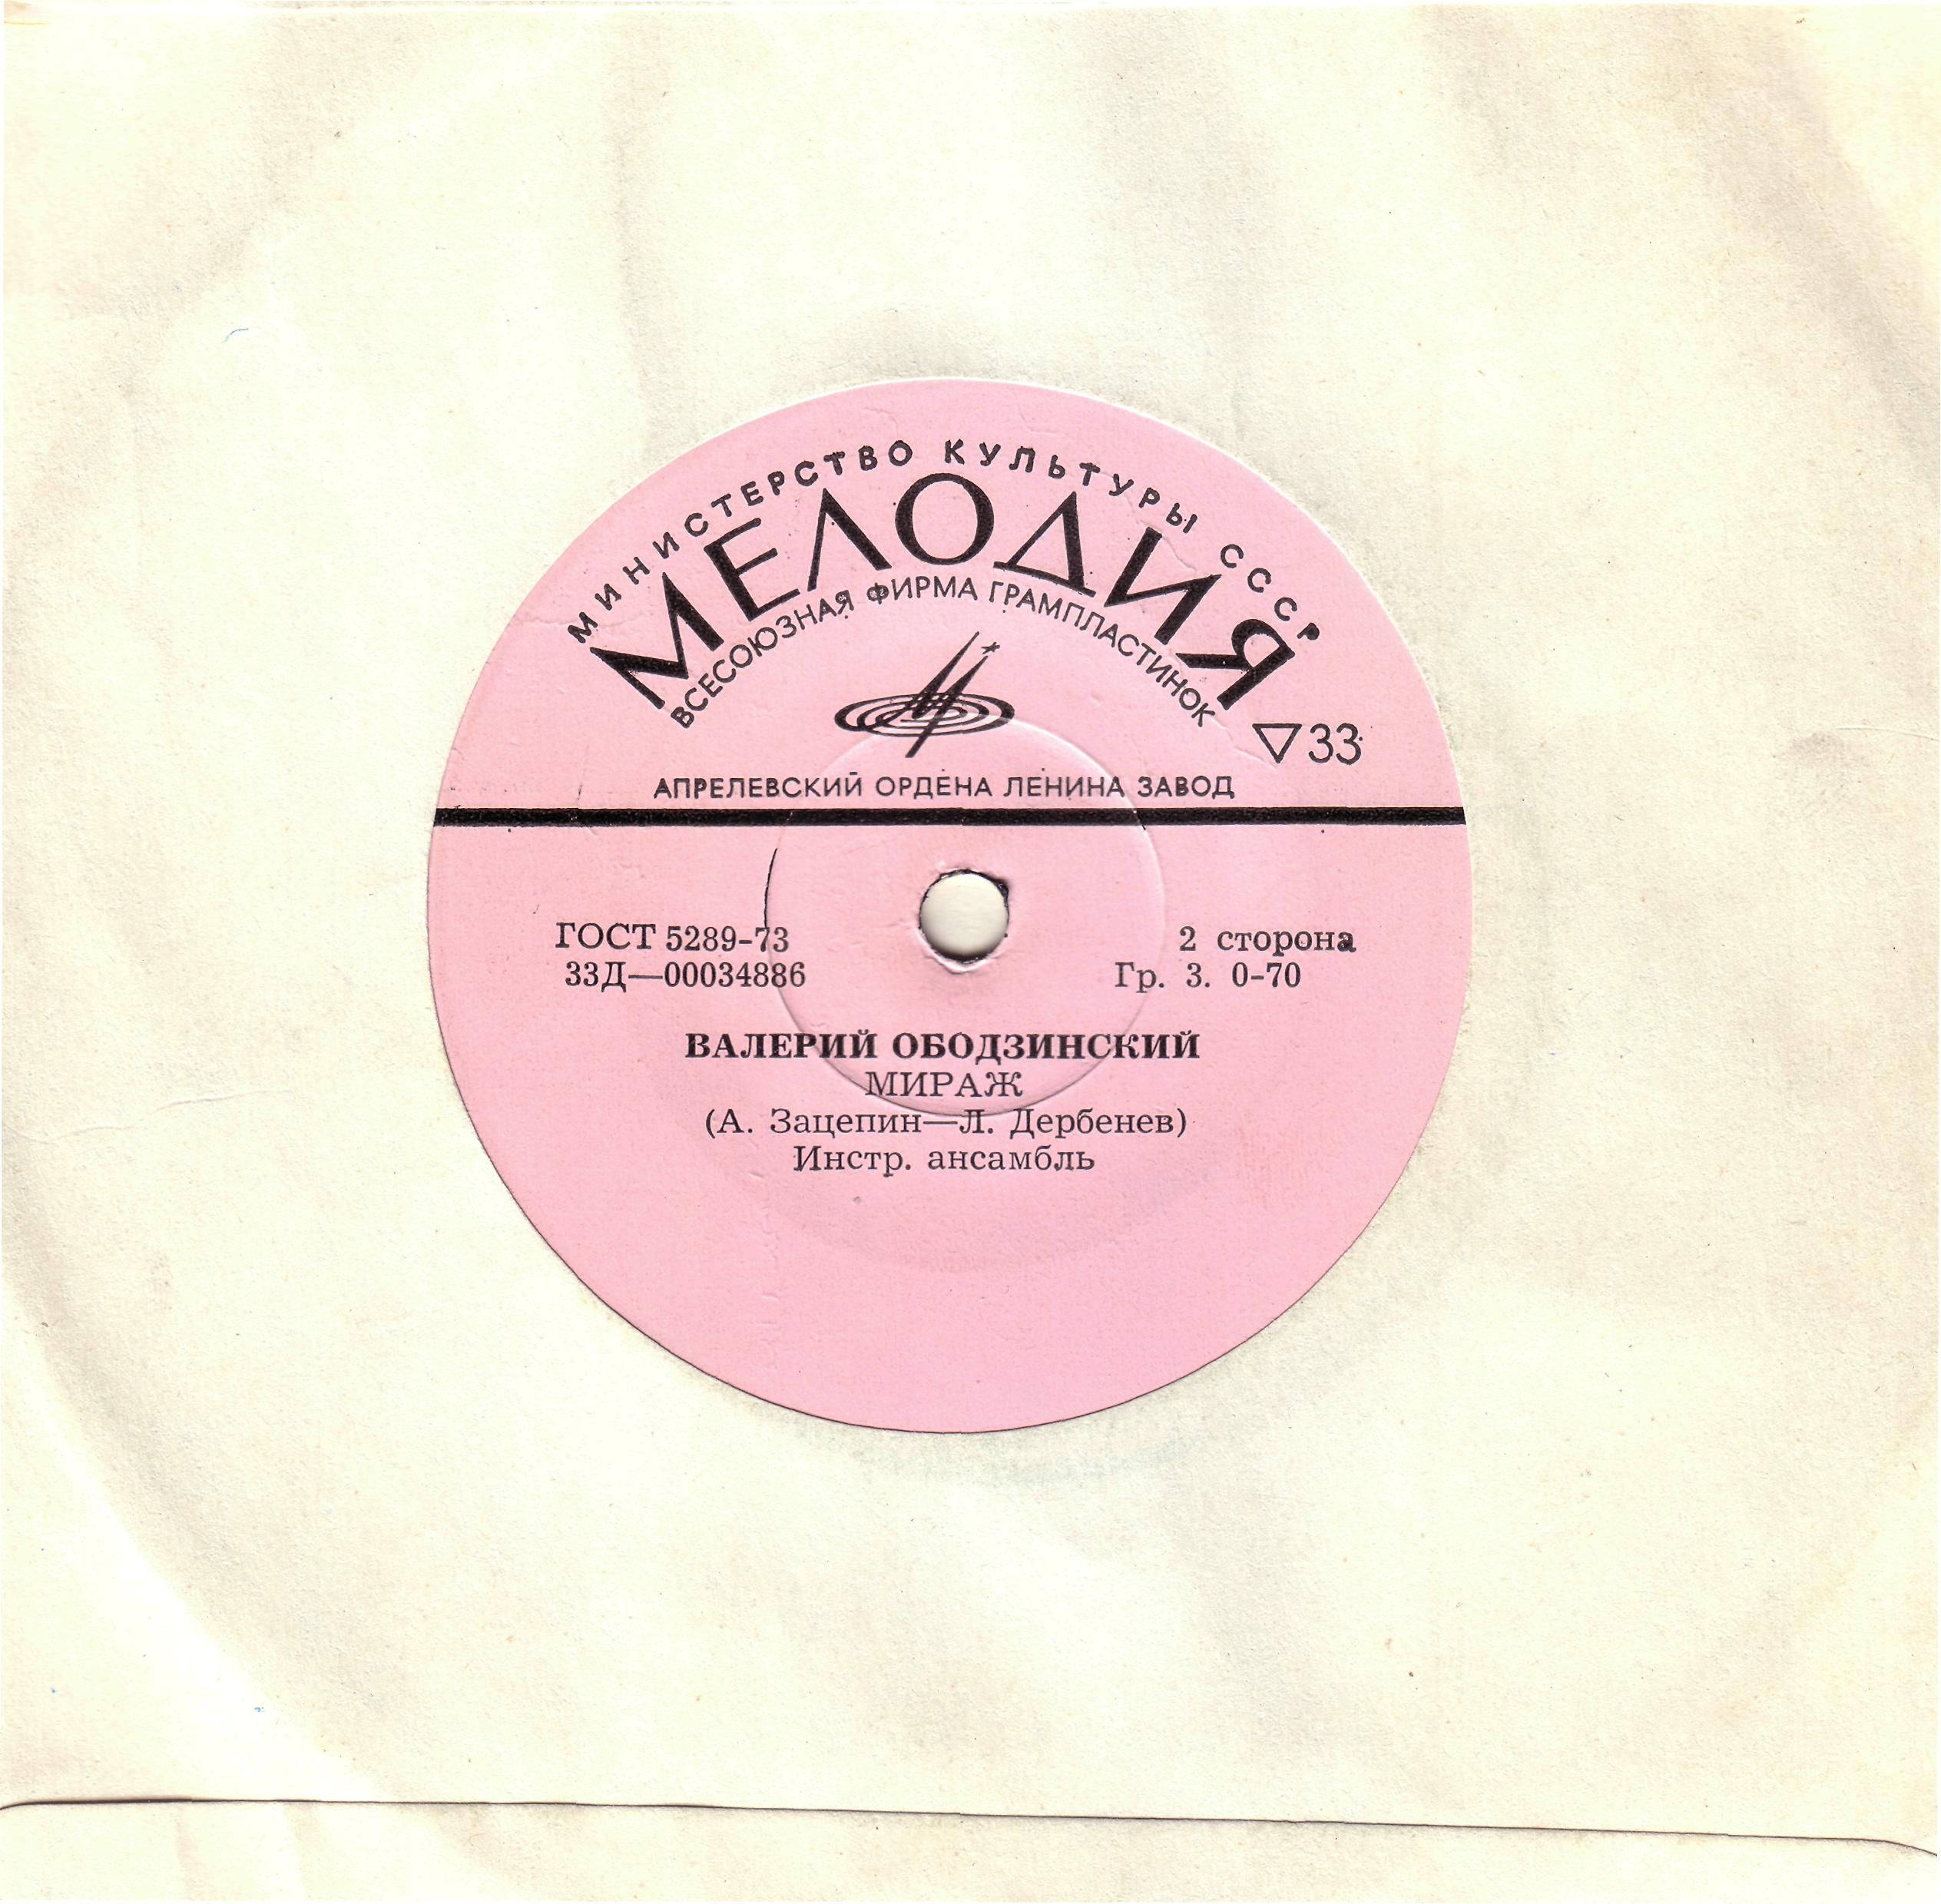 МИНИСТЕРСТВО КУЛЬТУРЫ СССР
МЕЛОДИЯ
ВСЕСОЮЗНАЯ ФИРМА ГРАМПЛАСТИНОК
▽33
АПРЕЛЕВСКИЙ ОРДЕНА ЛЕНИНА ЗАВОД
ГОСТ 5289-73
2 сторона
33Д—00034886
Гр. 3. 0-70
ВАЛЕРИЙ ОБОДЗИНСКИЙ
МИРАЖ
(А. Зацепин—Л. Дербенев)
Инстр. ансамбль